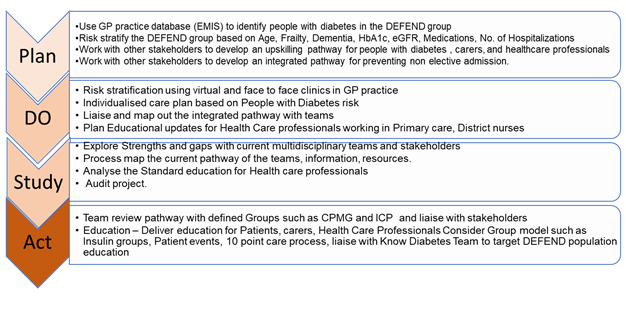 Plan
•Use GP practice database (EMIS) to identify people with diabetes in the DEFEND group
•Risk stratify the DEFEND group based on Age, Frailty, Dementia, HbA1c, eGFR, Medications, No. of Hospitalizations
•Work with other stakeholders to develop an upskilling pathway for people with diabetes , carers, and healthcare professionals
•Work with other stakeholders to develop an integrated pathway for preventing non elective admission.
DO
• Risk stratification using virtual and face to face clinics in GP practice
• Individualised care plan based on People with Diabetes risk
• Liaise and map out the integrated pathway with teams
• Plan Educational updates for Health Care professionals working in Primary care, District nurses
Study
• Explore Strengths and gaps with current multidisciplinary teams and stakeholders
• Process map the current pathway of the teams, information, resources.
• Analyse the Standard education for Health care professionals
• Audit project.
Act
• Team review pathway with defined Groups such as CPMG and ICP and liaise with stakeholders
• Education – Deliver education for Patients, carers, Health Care Professionals Consider Group model such as
Insulin groups, Patient events, 10 point care process, liaise with Know Diabetes Team to target DEFEND population
education